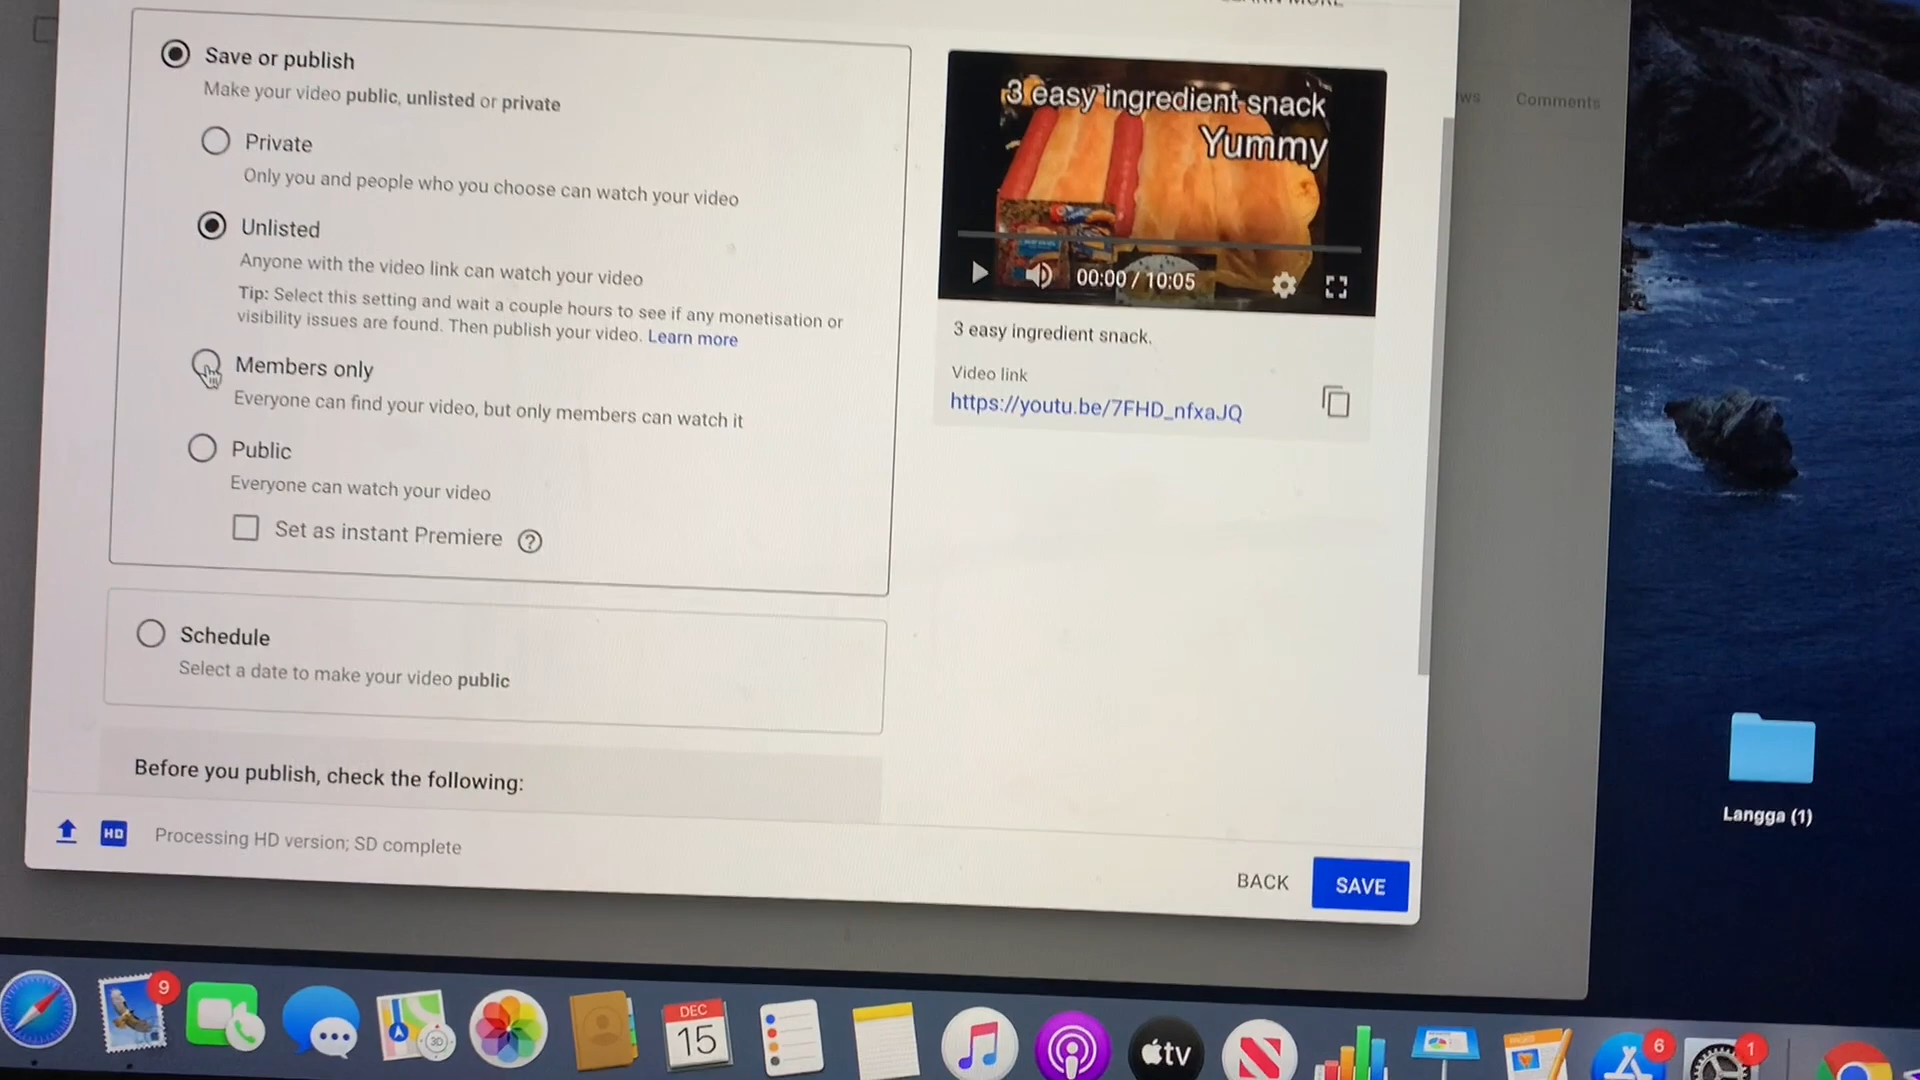 Save or publish
Make your video public, unlisted or private
Private
Only you and people who you choose can watch your video
Unlisted
Anyone with the video link can watch your video
Tip: Select this setting and wait a couple hours to see if any monetisation or
visibility issues are found. Then publish your video. Learn more
Members only
Everyone can find your video, but only members can watch it
Public
Everyone can watch your video
Set as instant Premiere
Schedule
Select a date to make your video public
Before you publish, check the following:
HD
Processing HD version; SD complete
3 easy ingredient snack
Yummy
00:00 / 10:05
3 easy ingredient snack.
Video link
https://youtu.be/7FHD_nfxaJQ
BACK
SAVE
Comments
Langga (1)
9
3D
DEC
15
tv
PAGES
6
1